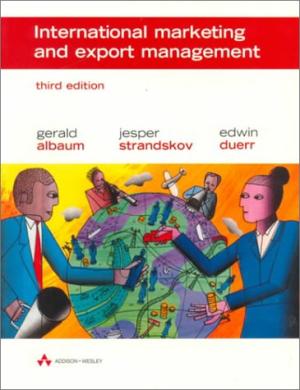 International marketing
and export management
third edition
gerald jesper edwin
albaum strandskov duerr
ADDISON-WESLEY